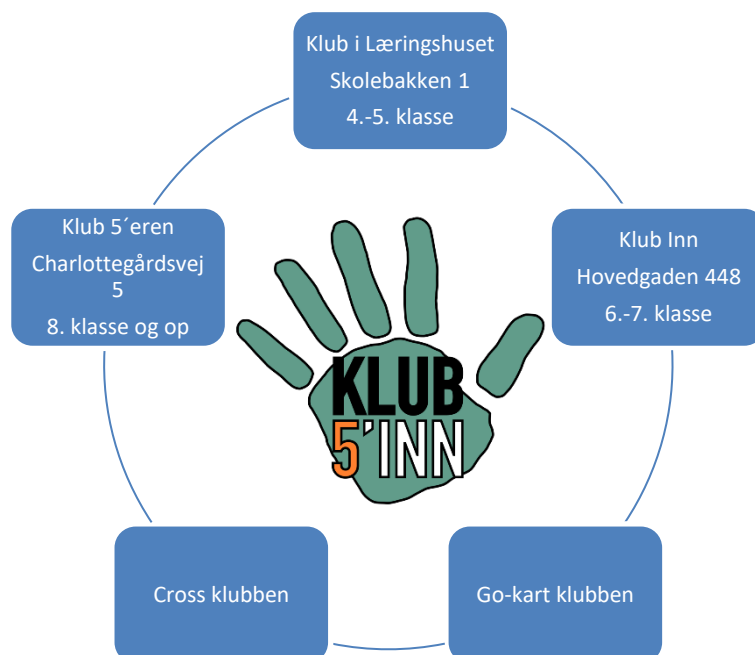 Klub i Læringshuset
Skolebakken 1
4.-5. klasse
Klub 5´eren
Charlottegårdsvej
5
8. klasse og op
Klub Inn
Hovedgaden 448
6.-7. klasse
KLUB
5'INN
Cross klubben
Go-kart klubben